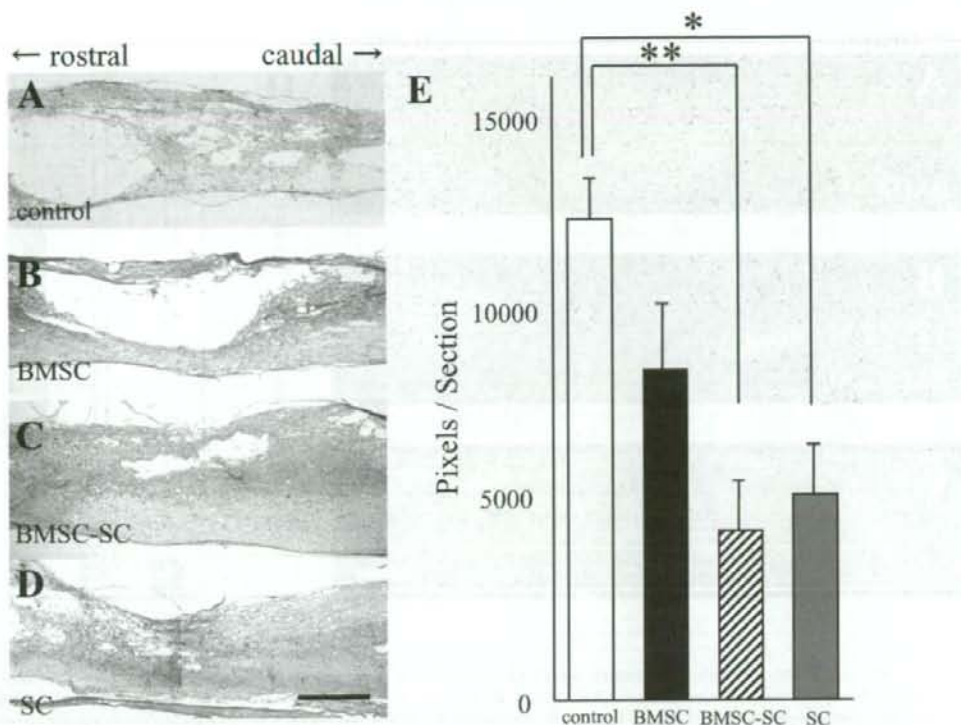 ← rostral caudal →
A
control
B
BMSC
C
BMSC-SC
D
SC
E
*
**
Pixels / Section
15000
10000
5000
0
control BMSC BMSC-SC SC